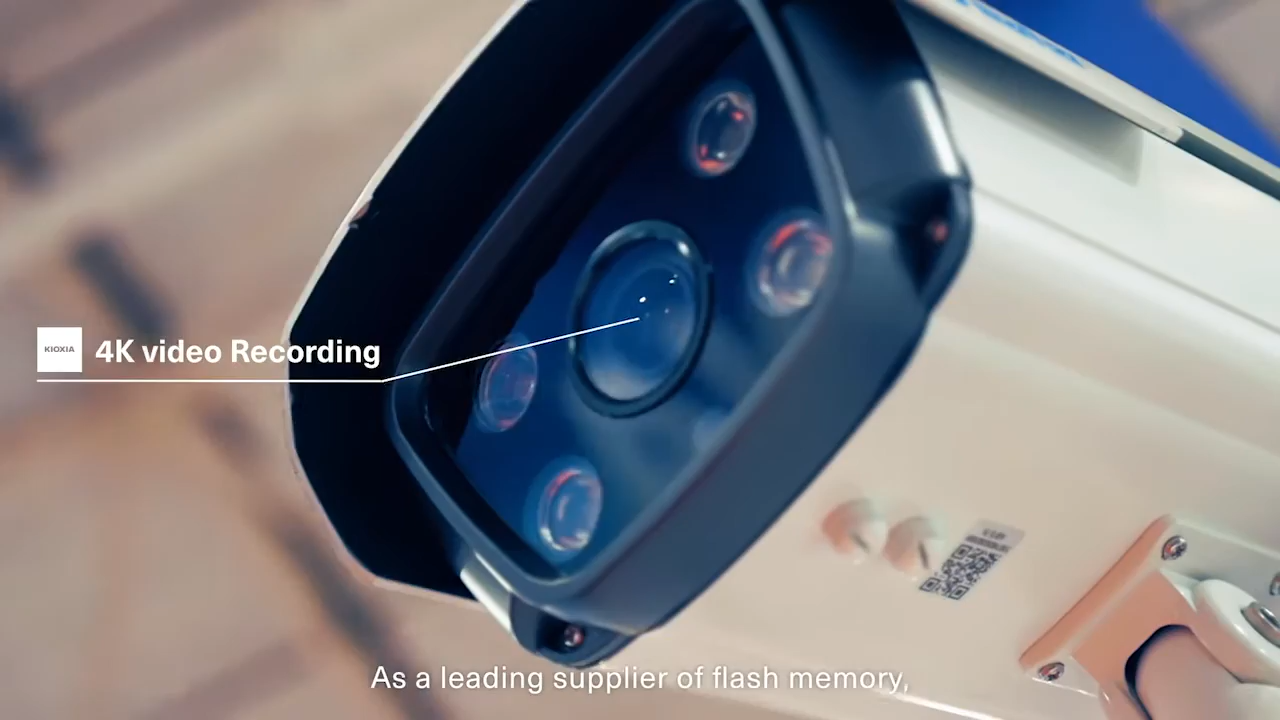 KIOXIA
4K video Recording
As a leading supplier of flash memory,